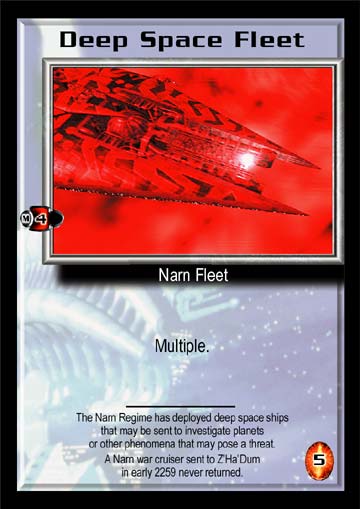 Deep Space Fleet
M 4
Narn Fleet
Multiple.
The Narn Regime has deployed deep space ships
that may be sent to investigate planets
or other phenomena that may pose a threat.
A Narn war cruiser sent to Z'Ha'Dum
in early 2259 never returned.
5